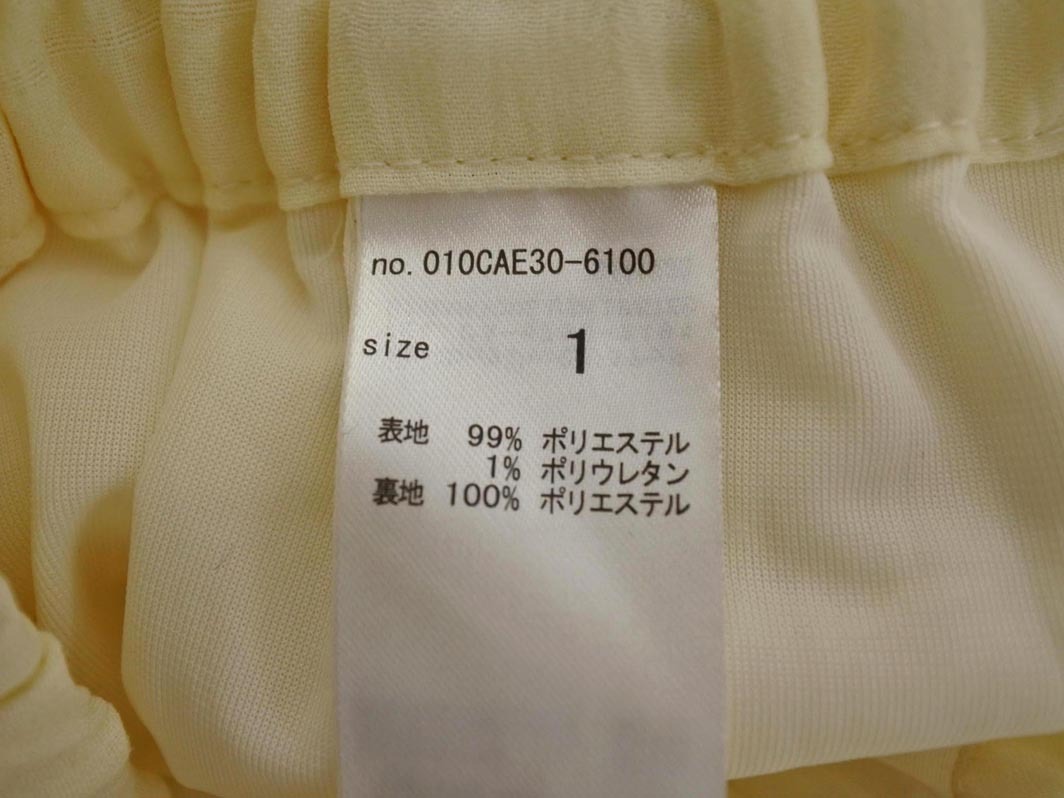 no. 010CAE30-6100
size 1
表地 99% ポリエステル
1% ポリウレタン
裏地 100% ポリエステル